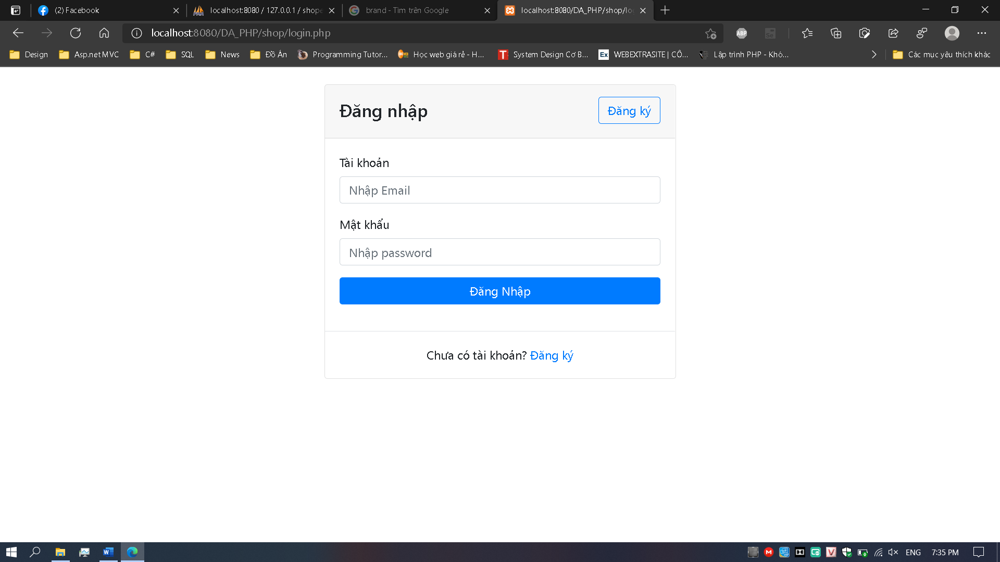 (2) Facebook
localhost:8080 / 127.0.0.1 / shope
brand - Tìm trên Google
localhost:8080/DA_PHP/shop/lo
localhost:8080/DA_PHP/shop/login.php
ABP
Design
Asp.net MVC
C#
SQL
News
Đồ Án
Programming Tutor...
Học web giá rẻ - H...
System Design Cơ B...
Ex
WEBEXTRASITE | CÔ...
Lập trình PHP - Khó...
Các mục yêu thích khác
Đăng nhập
Đăng ký
Tài khoản
Nhập Email
Mật khẩu
Nhập password
Đăng Nhập
Chưa có tài khoản? Đăng ký
ENG
7:35 PM